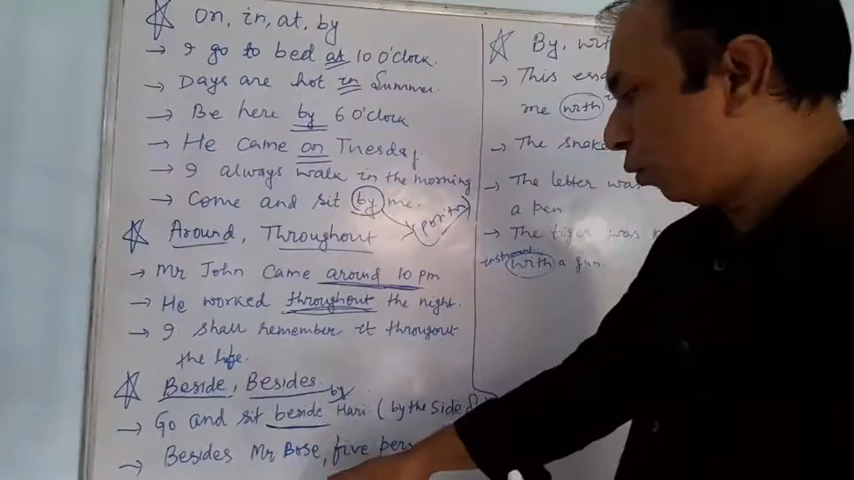 On, in, at, by
I go to bed at 10 O'clock.
Days are hot in Summer.
Be here by 6 O'clock
He came on Tuesday
I always walk in the morning
Come and sit by me.
Around, Throughout
Mr John Came around 10 pm
He worked throughout the night.
I shall remember it througout
the life.
Beside, Besides
by
Go and sit beside Hari (by the Side
Besides Mr Bose, five
By,
This
me with
The snake
The letter was
a pen
The tiger was
with a gun.